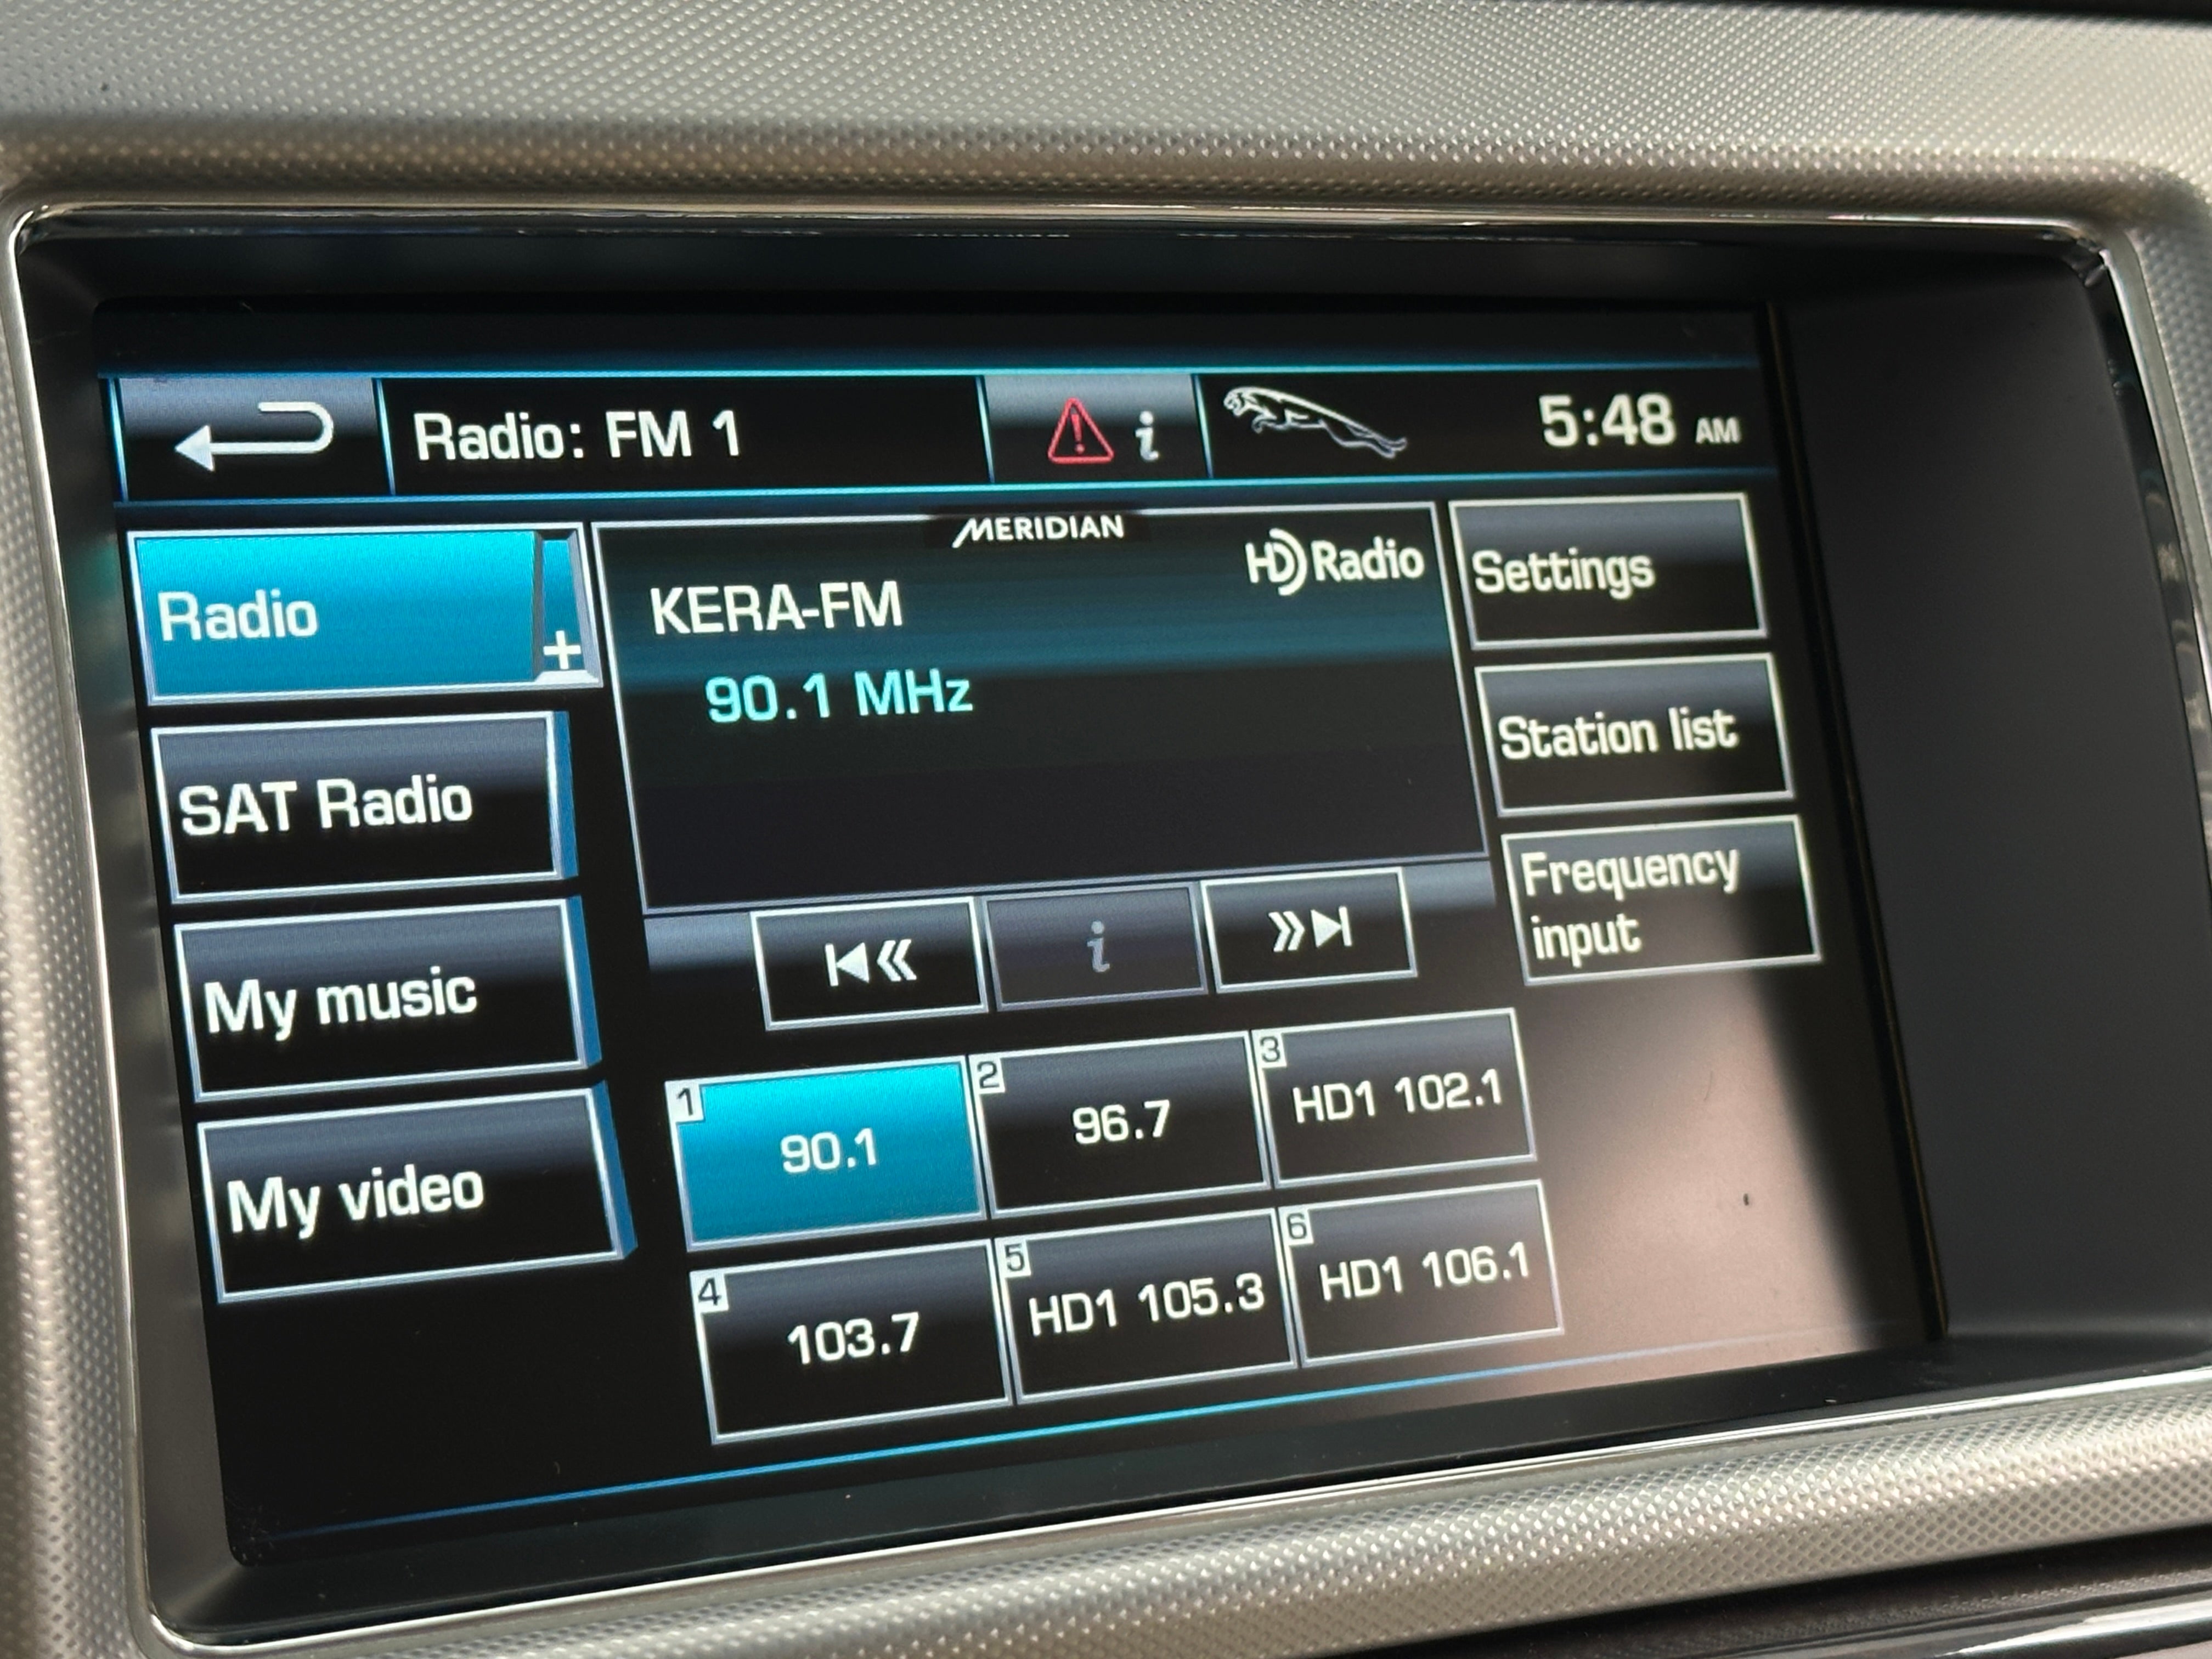 Radio: FM 1
i
5:48 AM
Radio
+
SAT Radio
My music
My video
MERIDIAN
HD Radio
KERA-FM
90.1 MHz
i
Settings
Station list
Frequency
input
1
90.1
2
96.7
3
HD1 102.1
4
103.7
5
HD1 105.3
6
HD1 106.1